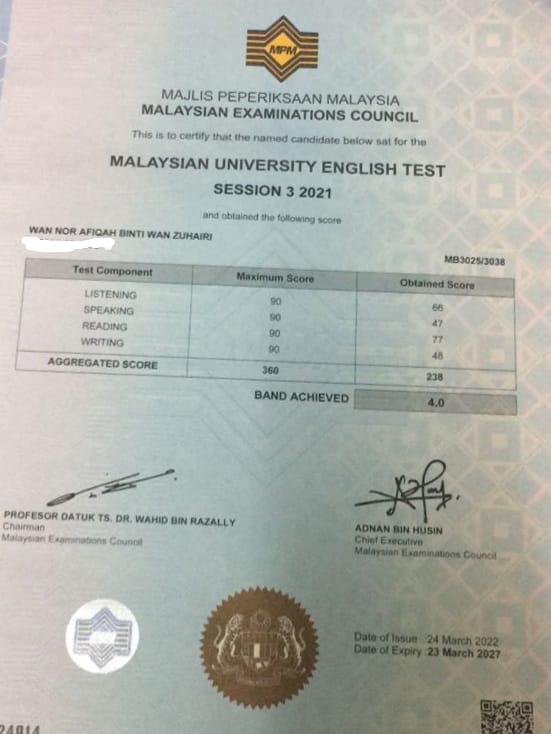 MPM
MAJLIS PEPERIKSAAN MALAYSIA
MALAYSIAN EXAMINATIONS COUNCIL
This is to certify that the named candidate below sat for the
MALAYSIAN UNIVERSITY ENGLISH TEST
SESSION 3 2021
and obtained the following score
WAN NOR AFIQAH BINTI WAN ZUHAIRI
MB3025/3038
Test Component Maximum Score Obtained Score
LISTENING 90 66
SPEAKING 90 47
READING 90 77
WRITING 90 48
AGGREGATED SCORE 360 238
BAND ACHIEVED 4.0
PROFESOR DATUK TS. DR. WAHID BIN RAZALLY
Chairman
Malaysian Examinations Council
ADNAN BIN HUSIN
Chief Executive
Malaysian Examinations Council
Date of Issue :24 March 2022
Date of Expiry :23 March 2027